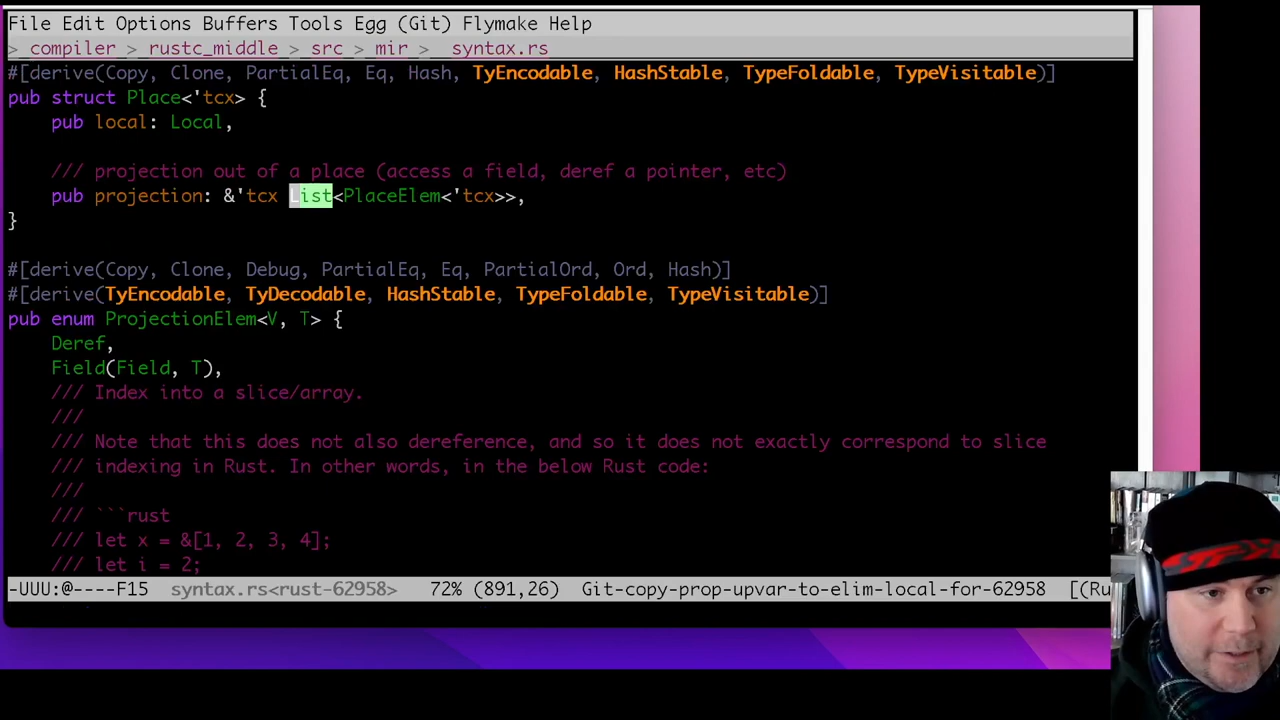 File Edit Options Buffers Tools Egg (Git) Flymake Help
> compiler > rustc_middle > src > mir > syntax.rs
#[derive(Copy, Clone, PartialEq, Eq, Hash, TyEncodable, HashStable, TypeFoldable, TypeVisitable)]
pub struct Place<'tcx> {
    pub local: Local,
    /// projection out of a place (access a field, deref a pointer, etc)
    pub projection: &'tcx List<PlaceElem<'tcx>>,
}
#[derive(Copy, Clone, Debug, PartialEq, Eq, PartialOrd, Ord, Hash)]
#[derive(TyEncodable, TyDecodable, HashStable, TypeFoldable, TypeVisitable)]
pub enum ProjectionElem<V, T> {
    Deref,
    Field(Field, T),
    /// Index into a slice/array.
    ///
    /// Note that this does not also dereference, and so it does not exactly correspond to slice
    /// indexing in Rust. In other words, in the below Rust code:
    ///
    /// ```rust
    /// let x = &[1, 2, 3, 4];
    /// let i = 2;
-UUU:@----F15  syntax.rs<rust-62958>   72% (891,26)  Git-copy-prop-upvar-to-elim-local-for-62958  [(Ru